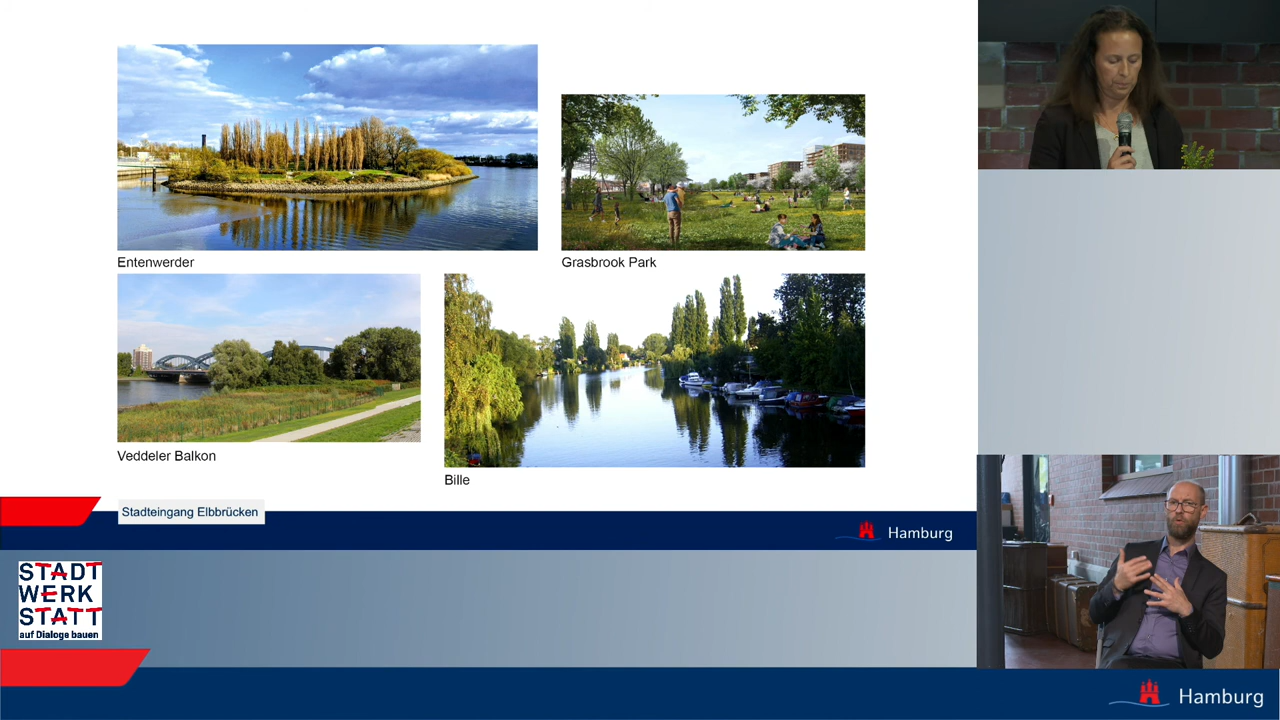 Entenwerder
Grasbrook Park
Veddeler Balkon
Bille
Stadteingang Elbbrücken
Hamburg
STADT
WERK
STATT
auf Dialoge bauen
Hamburg